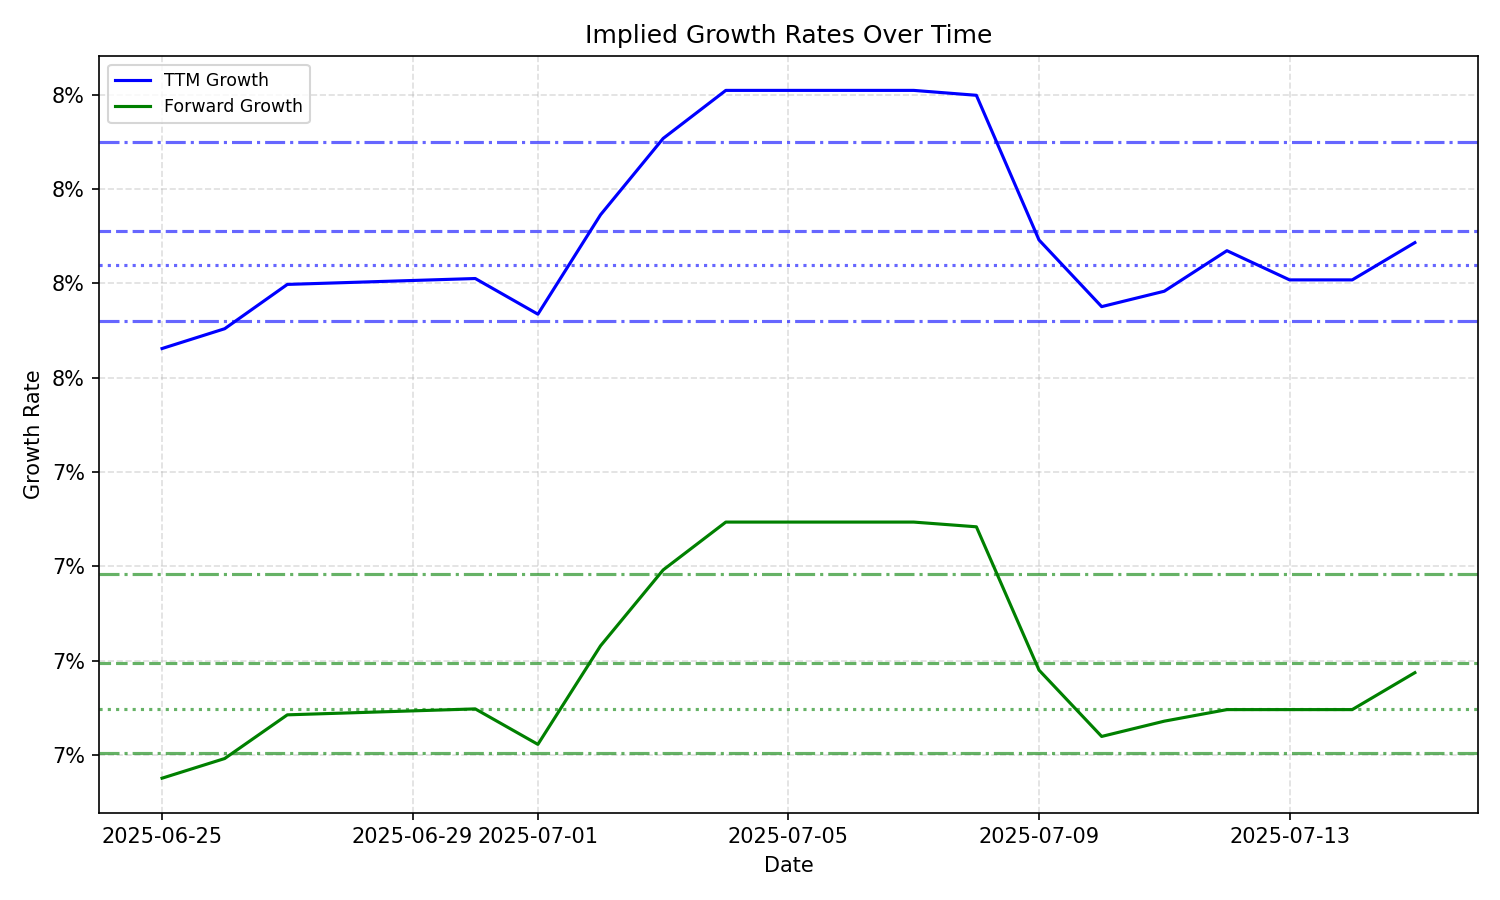 Implied Growth Rates Over Time
TTM Growth
Forward Growth
8%
8%
8%
8%
7%
7%
7%
7%
Growth Rate
2025-06-25
2025-06-29
2025-07-01
2025-07-05
2025-07-09
2025-07-13
Date